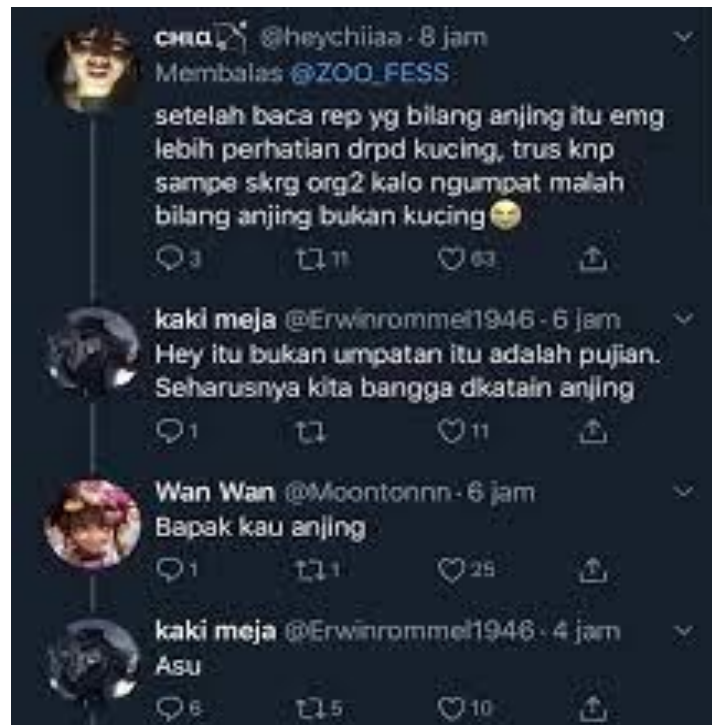 CHIA @heychiiaa · 8 jam
Membalas @ZOO_FESS
setelah baca rep yg bilang anjing itu emg
lebih perhatian drpd kucing, trus knp
sampe skrg org2 kalo ngumpat malah
bilang anjing bukan kucing😂
3 11 63
kaki meja @Erwinrommel1946 · 6 jam
Hey itu bukan umpatan itu adalah pujian.
Seharusnya kita bangga dkatain anjing
1 11
Wan Wan @Moontonnn · 6 jam
Bapak kau anjing
1 1 25
kaki meja @Erwinrommel1946 · 4 jam
Asu
6 5 10